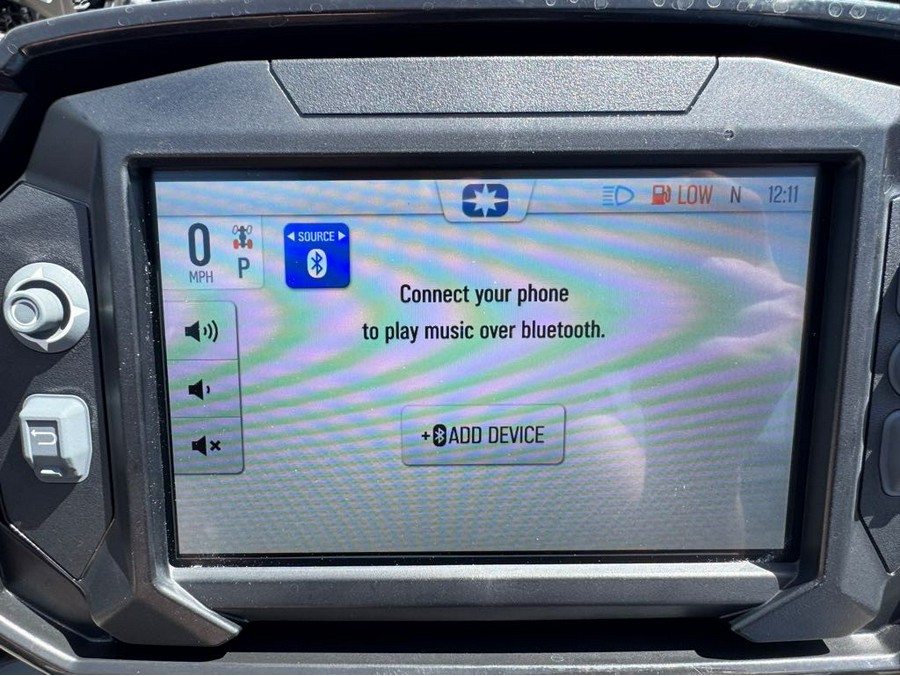 LOW N 12:11
0
MPH
P
SOURCE
Connect your phone
to play music over bluetooth.
+ ADD DEVICE